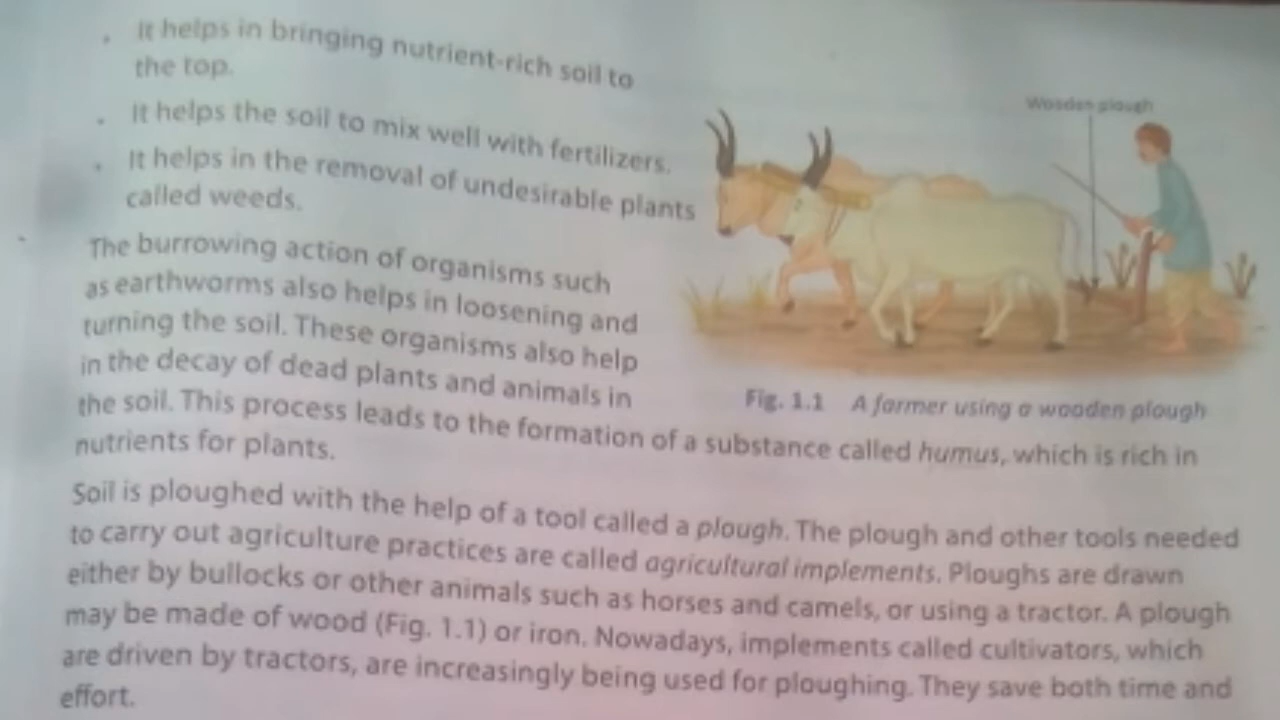 . It helps in bringing nutrient-rich soil to
the top.
. It helps the soil to mix well with fertilizers.
. It helps in the removal of undesirable plants
called weeds.
Wooden plough
The burrowing action of organisms such
as earthworms also helps in loosening and
turning the soil. These organisms also help
in the decay of dead plants and animals in
Fig. 1.1 A farmer using a wooden plough
the soil. This process leads to the formation of a substance called humus, which is rich in
nutrients for plants.
Soil is ploughed with the help of a tool called a plough. The plough and other tools needed
to carry out agriculture practices are called agricultural implements. Ploughs are drawn
either by bullocks or other animals such as horses and camels, or using a tractor. A plough
may be made of wood (Fig. 1.1) or iron. Nowadays, implements called cultivators, which
are driven by tractors, are increasingly being used for ploughing. They save both time and
effort.